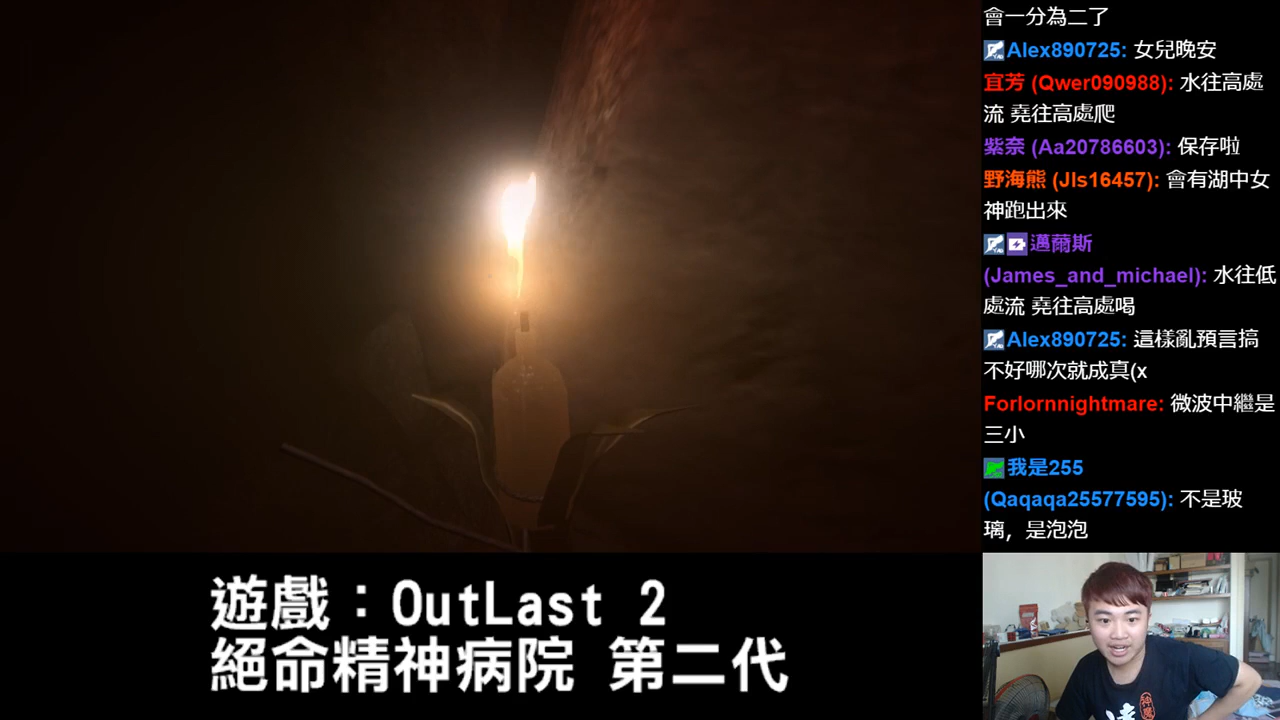 會一分為二了
Alex890725: 女兒晚安
宜芳 (Qwer090988): 水往高處
流 堯往高處爬
紫奈 (Aa20786603): 保存啦
野海熊 (Jls16457): 會有湖中女
神跑出來
邁薾斯
(James_and_michael): 水往低
處流 堯往高處喝
Alex890725: 這樣亂預言搞
不好哪次就成真(x
Forlornnightmare: 微波中繼是
三小
我是255
(Qaqaqa25577595): 不是玻
璃，是泡泡
遊戲：OutLast 2
絕命精神病院 第二代